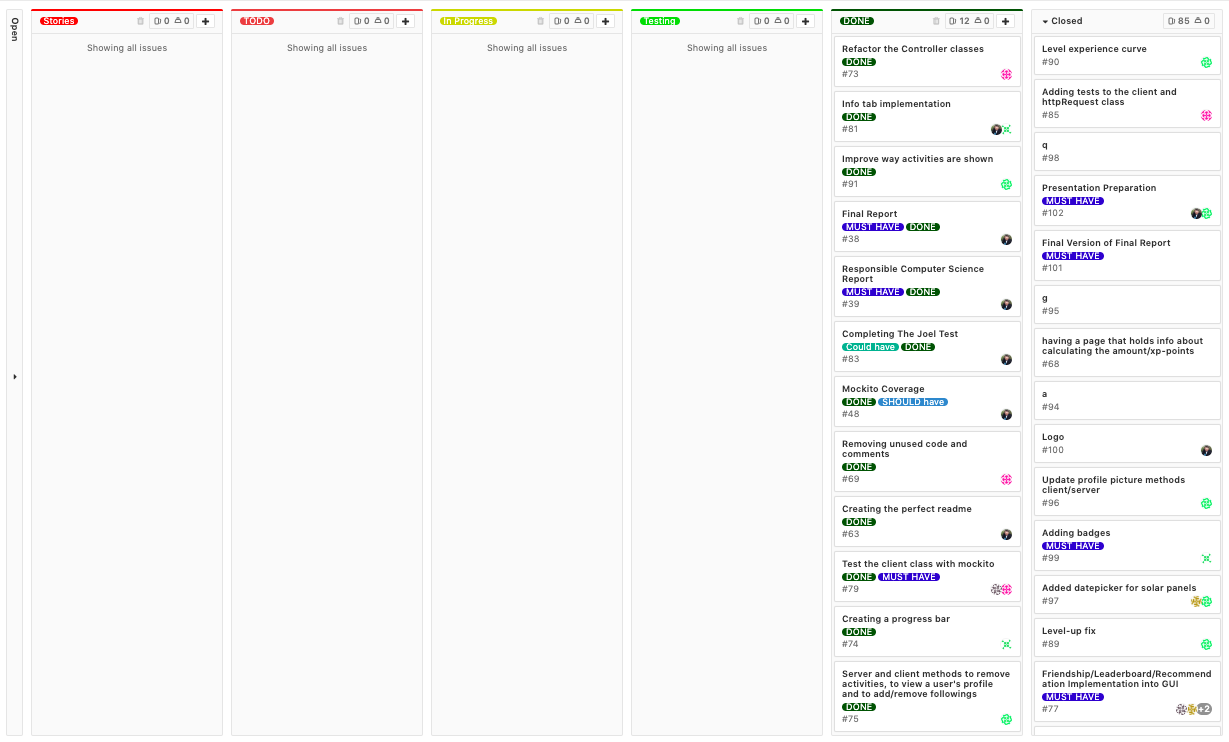 Open
Stories
0 0
Showing all issues
TODO
0 0
Showing all issues
In Progress
0 0
Showing all issues
Testing
0 0
Showing all issues
DONE
12 0
Refactor the Controller classes
DONE
#73
Info tab implementation
DONE
#81
Improve way activities are shown
DONE
#91
Final Report
MUST HAVE DONE
#38
Responsible Computer Science
Report
MUST HAVE DONE
#39
Completing The Joel Test
Could have DONE
#83
Mockito Coverage
DONE SHOULD have
#48
Removing unused code and
comments
DONE
#69
Creating the perfect readme
DONE
#63
Test the client class with mockito
DONE MUST HAVE
#79
Creating a progress bar
DONE
#74
Server and client methods to remove
activities, to view a user's profile
and to add/remove followings
DONE
#75
Closed
85 0
Level experience curve
#90
Adding tests to the client and
httpRequest class
#85
q
#98
Presentation Preparation
MUST HAVE
#102
Final Version of Final Report
MUST HAVE
#101
g
#95
having a page that holds info about
calculating the amount/xp-points
#68
a
#94
Logo
#100
Update profile picture methods
client/server
#96
Adding badges
MUST HAVE
#99
Added datepicker for solar panels
#97
Level-up fix
#89
Friendship/Leaderboard/Recommend
ation Implementation into GUI
MUST HAVE
#77
+2